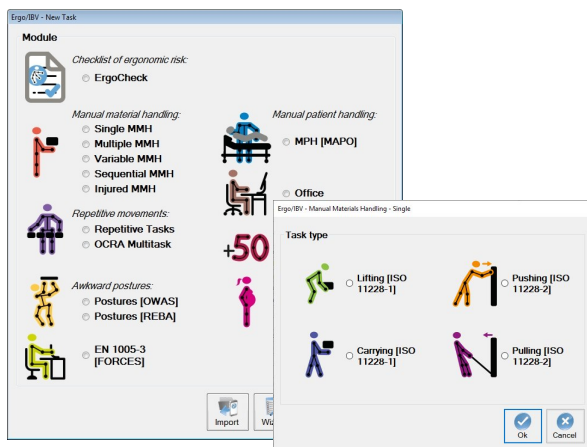 Ergo/IBV - New Task
Module
Checklist of ergonomic risk:
ErgoCheck
Manual material handling:
Single MMH
Multiple MMH
Variable MMH
Sequential MMH
Injured MMH
Manual patient handling:
MPH [MAPO]
Office
Repetitive movements:
Repetitive Tasks
OCRA Multitask
+50
Awkward postures:
Postures [OWAS]
Postures [REBA]
EN 1005-3
[FORCES]
Import
Ergo/IBV - Manual Materials Handling - Single
Task type
Lifting [ISO
11228-1]
Pushing [ISO
11228-2]
Carrying [ISO
11228-1]
Pulling [ISO
11228-2]
Ok
Cancel